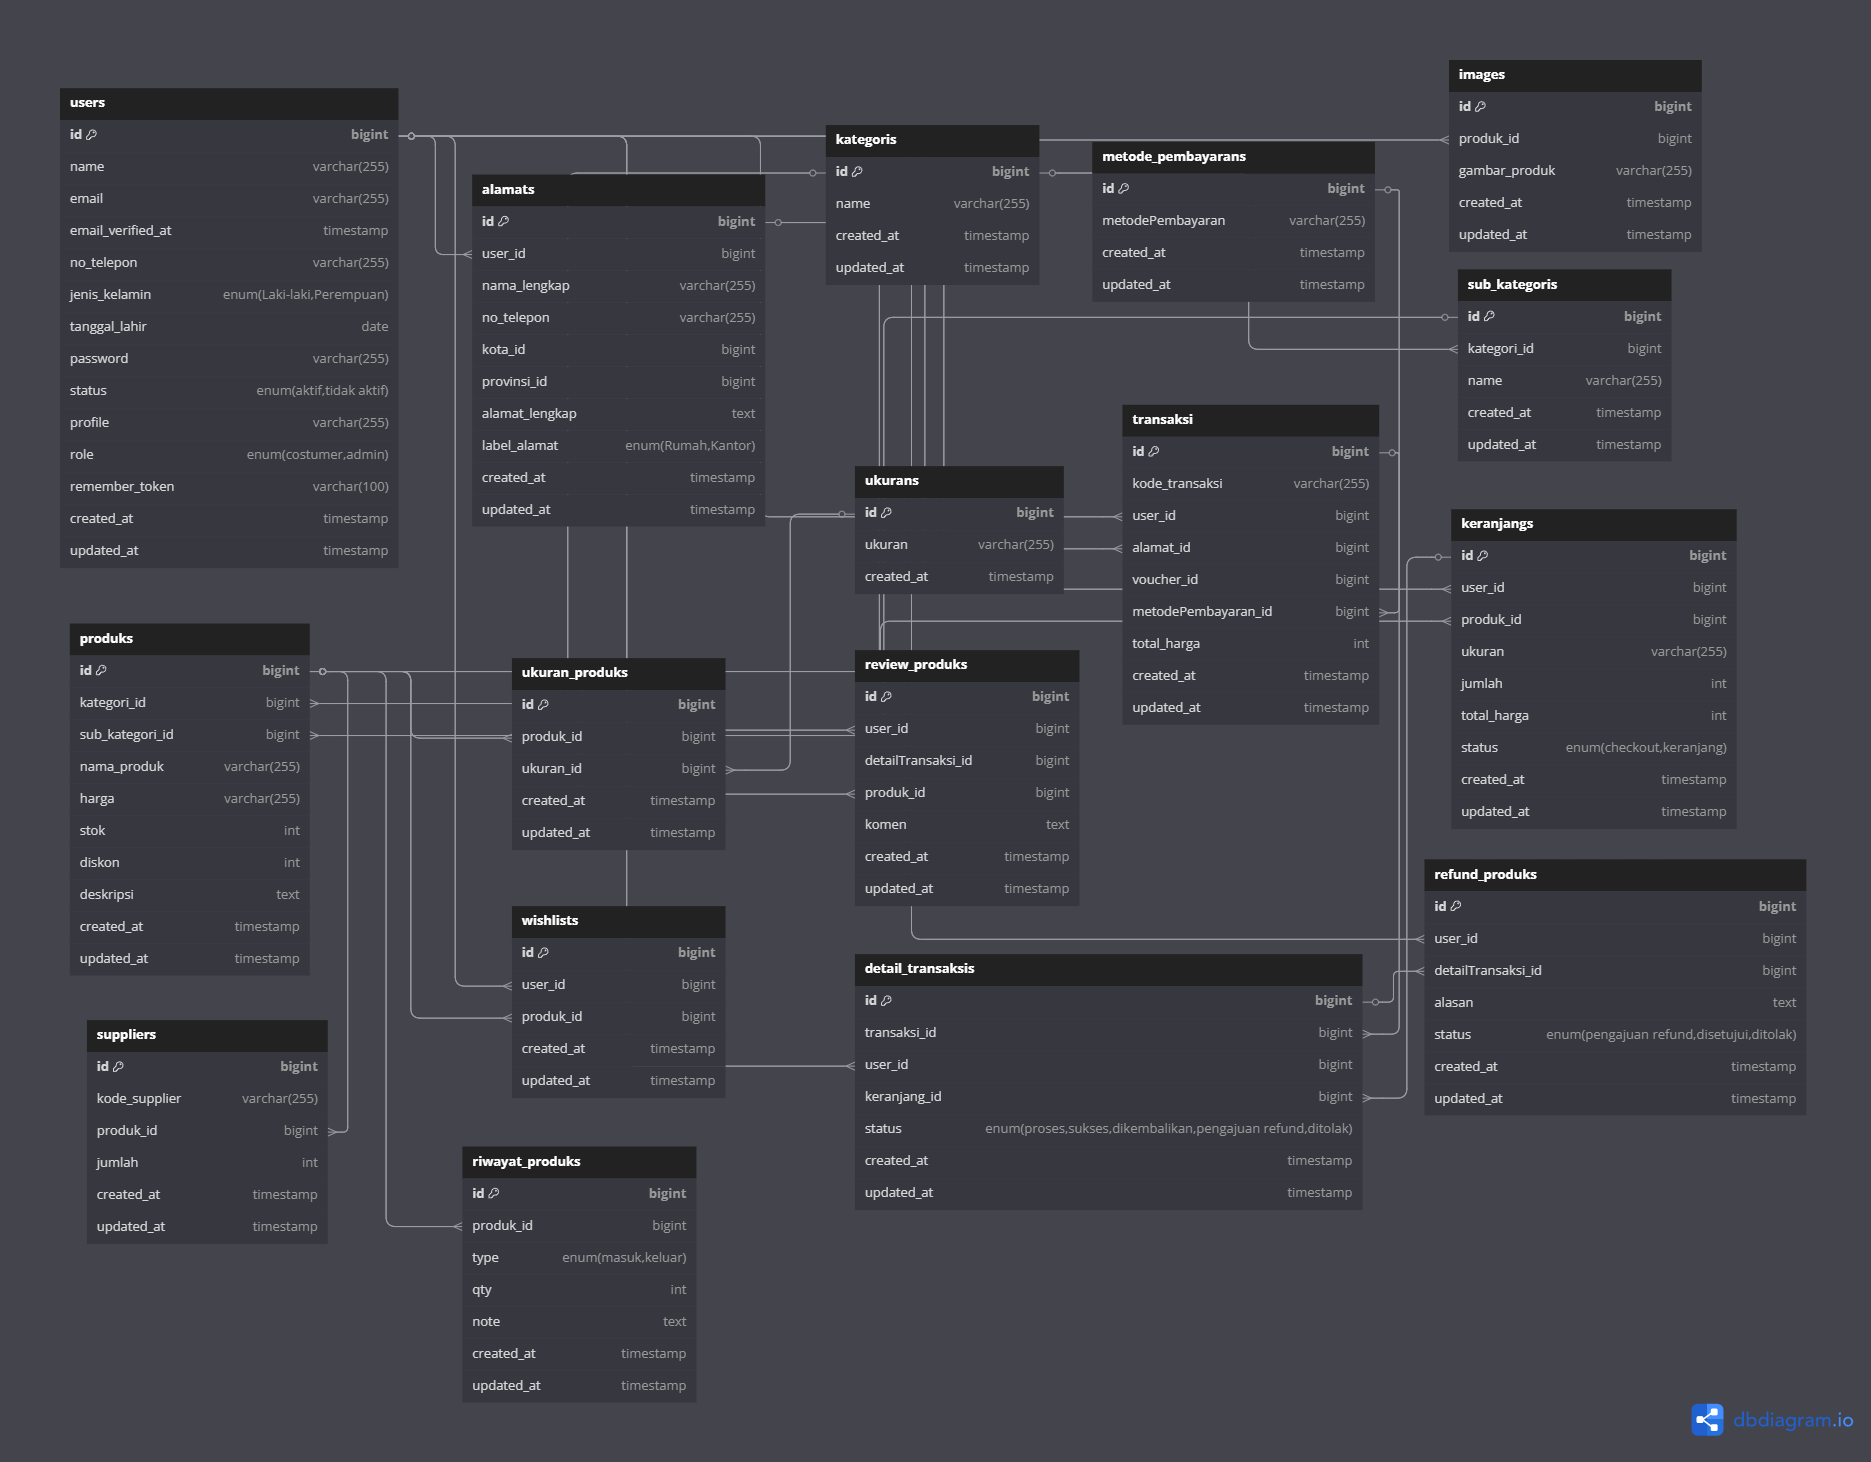 users
id bigint
name varchar(255)
email varchar(255)
email_verified_at timestamp
no_telepon varchar(255)
jenis_kelamin enum(Laki-laki,Perempuan)
tanggal_lahir date
password varchar(255)
status enum(aktif,tidak aktif)
profile varchar(255)
role enum(costumer,admin)
remember_token varchar(100)
created_at timestamp
updated_at timestamp
alamats
id bigint
user_id bigint
nama_lengkap varchar(255)
no_telepon varchar(255)
kota_id bigint
provinsi_id bigint
alamat_lengkap text
label_alamat enum(Rumah,Kantor)
created_at timestamp
updated_at timestamp
kategoris
id bigint
name varchar(255)
created_at timestamp
updated_at timestamp
metode_pembayarans
id bigint
metodePembayaran varchar(255)
created_at timestamp
updated_at timestamp
images
id bigint
produk_id bigint
gambar_produk varchar(255)
created_at timestamp
updated_at timestamp
sub_kategoris
id bigint
kategori_id bigint
name varchar(255)
created_at timestamp
updated_at timestamp
transaksi
id bigint
kode_transaksi varchar(255)
user_id bigint
alamat_id bigint
voucher_id bigint
metodePembayaran_id bigint
total_harga int
created_at timestamp
updated_at timestamp
ukurans
id bigint
ukuran varchar(255)
created_at timestamp
keranjangs
id bigint
user_id bigint
produk_id bigint
ukuran varchar(255)
jumlah int
total_harga int
status enum(checkout,keranjang)
created_at timestamp
updated_at timestamp
produks
id bigint
kategori_id bigint
sub_kategori_id bigint
nama_produk varchar(255)
harga varchar(255)
stok int
diskon int
deskripsi text
created_at timestamp
updated_at timestamp
ukuran_produks
id bigint
produk_id bigint
ukuran_id bigint
created_at timestamp
updated_at timestamp
review_produks
id bigint
user_id bigint
detailTransaksi_id bigint
produk_id bigint
komen text
created_at timestamp
updated_at timestamp
refund_produks
id bigint
user_id bigint
detailTransaksi_id bigint
alasan text
status enum(pengajuan refund,disetujui,ditolak)
created_at timestamp
updated_at timestamp
wishlists
id bigint
user_id bigint
produk_id bigint
created_at timestamp
updated_at timestamp
detail_transaksis
id bigint
transaksi_id bigint
user_id bigint
keranjang_id bigint
status enum(proses,sukses,dikembalikan,pengajuan refund,ditolak)
created_at timestamp
updated_at timestamp
suppliers
id bigint
kode_supplier varchar(255)
produk_id bigint
jumlah int
created_at timestamp
updated_at timestamp
riwayat_produks
id bigint
produk_id bigint
type enum(masuk,keluar)
qty int
note text
created_at timestamp
updated_at timestamp
dbdiagram.io